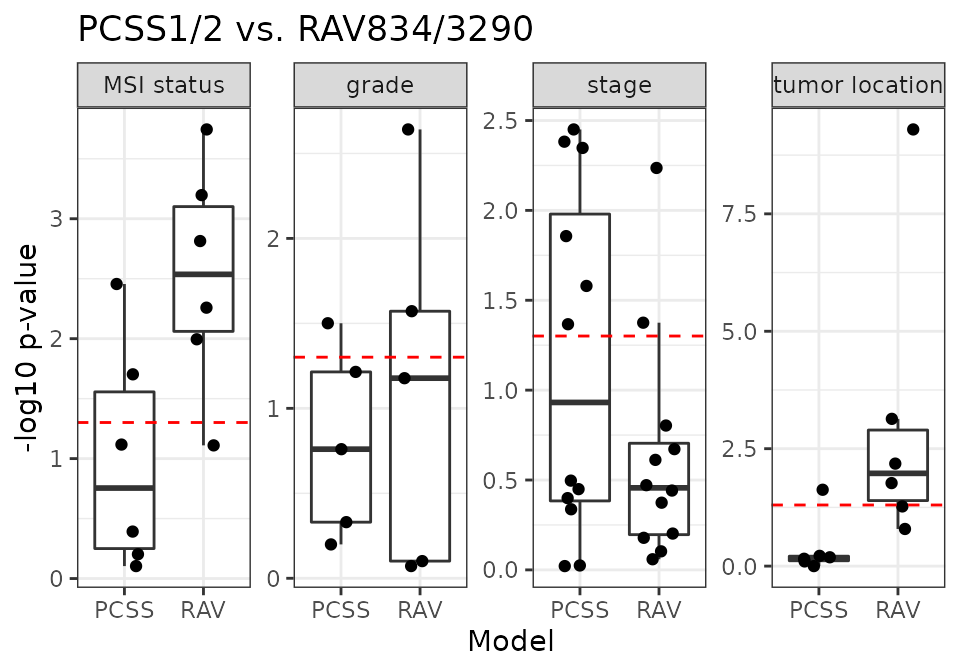 PCSS1/2 vs. RAV834/3290
MSI status
grade
stage
tumor location
-log10 p-value
3
2
1
0
2
1
0
2.5
2.0
1.5
1.0
0.5
0.0
7.5
5.0
2.5
0.0
PCSS RAV
PCSS RAV
PCSS RAV
PCSS RAV
Model